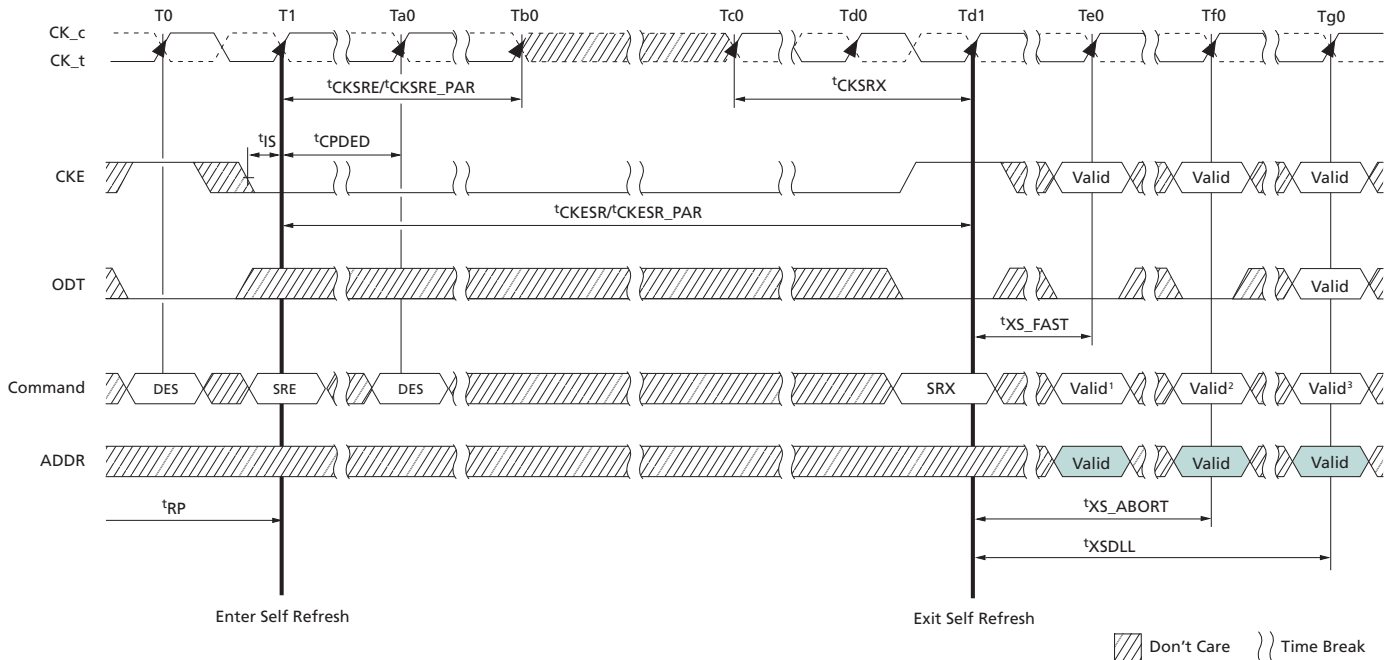 T0 T1 Ta0 Tb0 Tc0 Td0 Td1 Te0 Tf0 Tg0
CK_c
CK_t
tCKSRE/tCKSRE_PAR tCKSRX
tIS tCPDED
CKE Valid Valid Valid
tCKESR/tCKESR_PAR
ODT Valid
tXS_FAST
Command DES SRE DES SRX Valid1 Valid2 Valid3
ADDR Valid Valid Valid
tRP tXS_ABORT
tXSDLL
Enter Self Refresh Exit Self Refresh
Don't Care Time Break